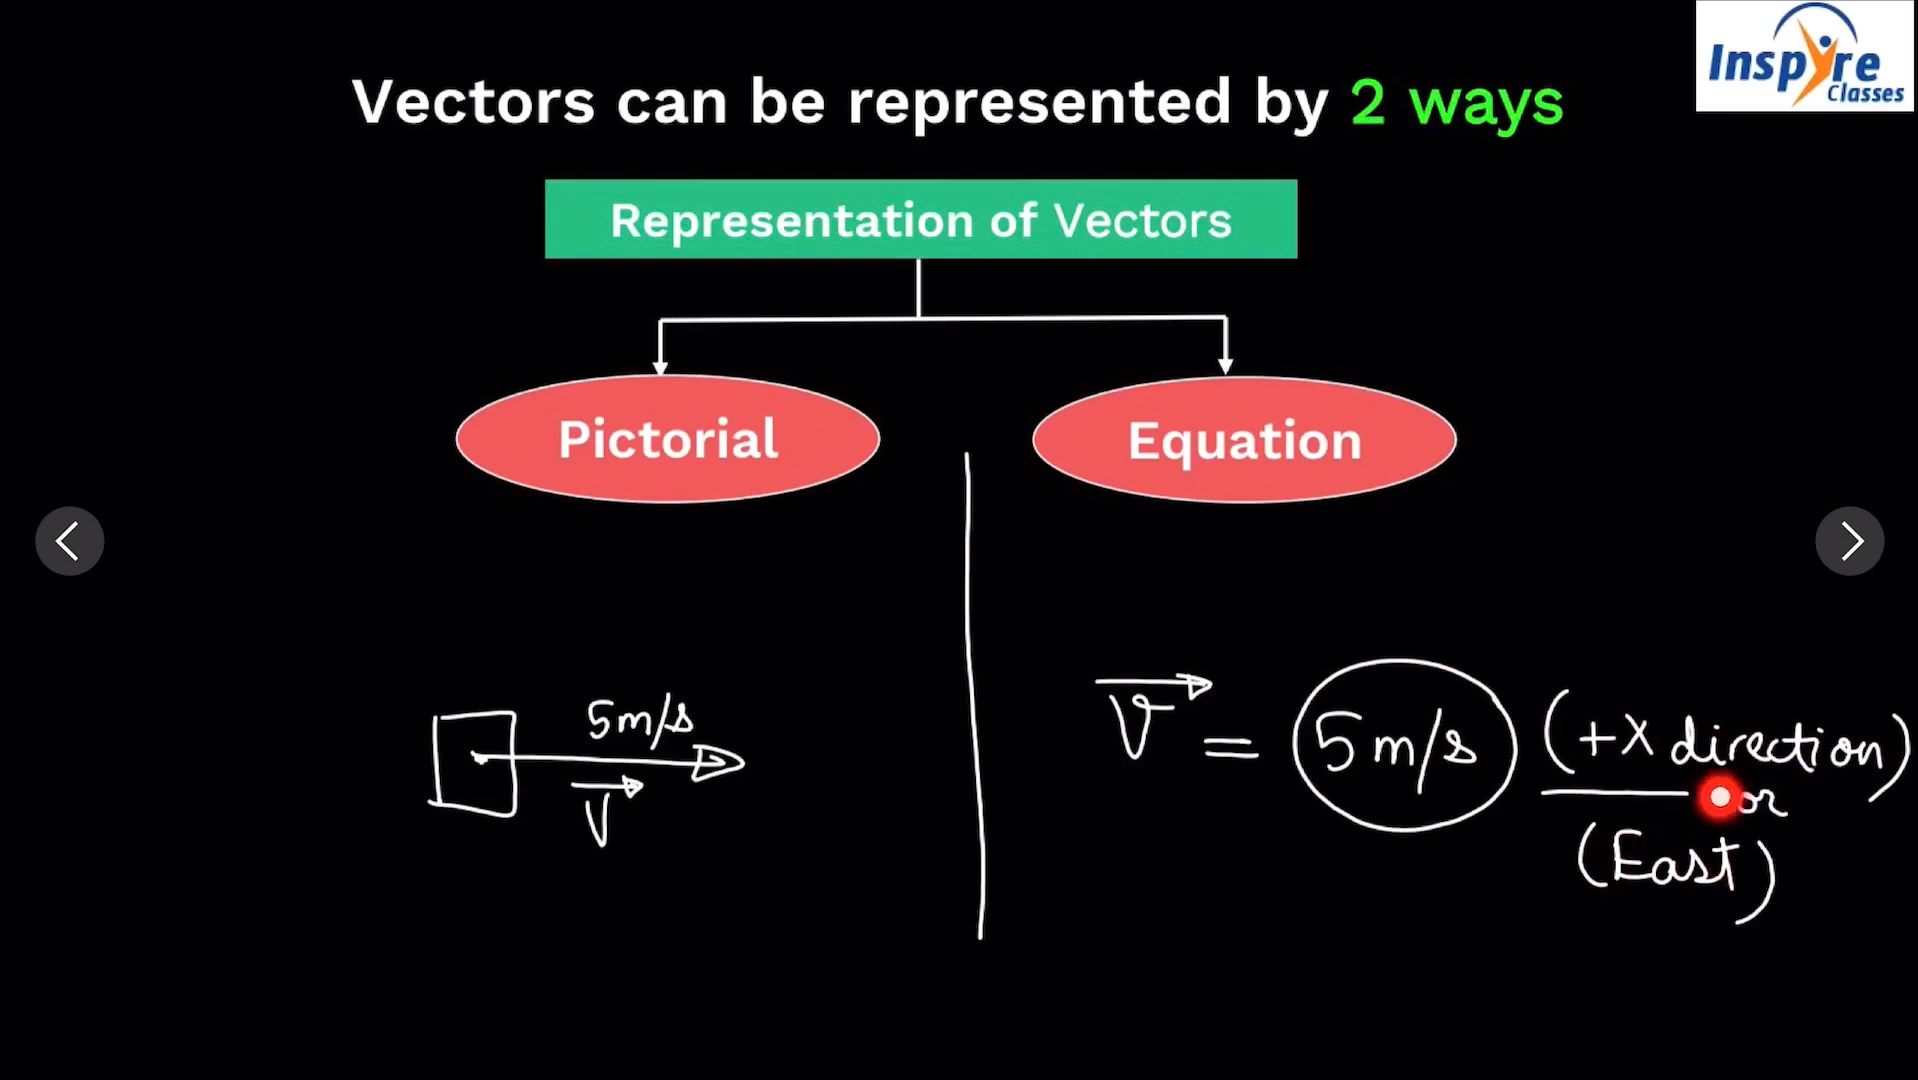 Inspyre
Classes
Vectors can be represented by 2 ways
Representation of Vectors
Pictorial
Equation
5m/s
V
V = 5 m/s (+X direction)
or
(East)